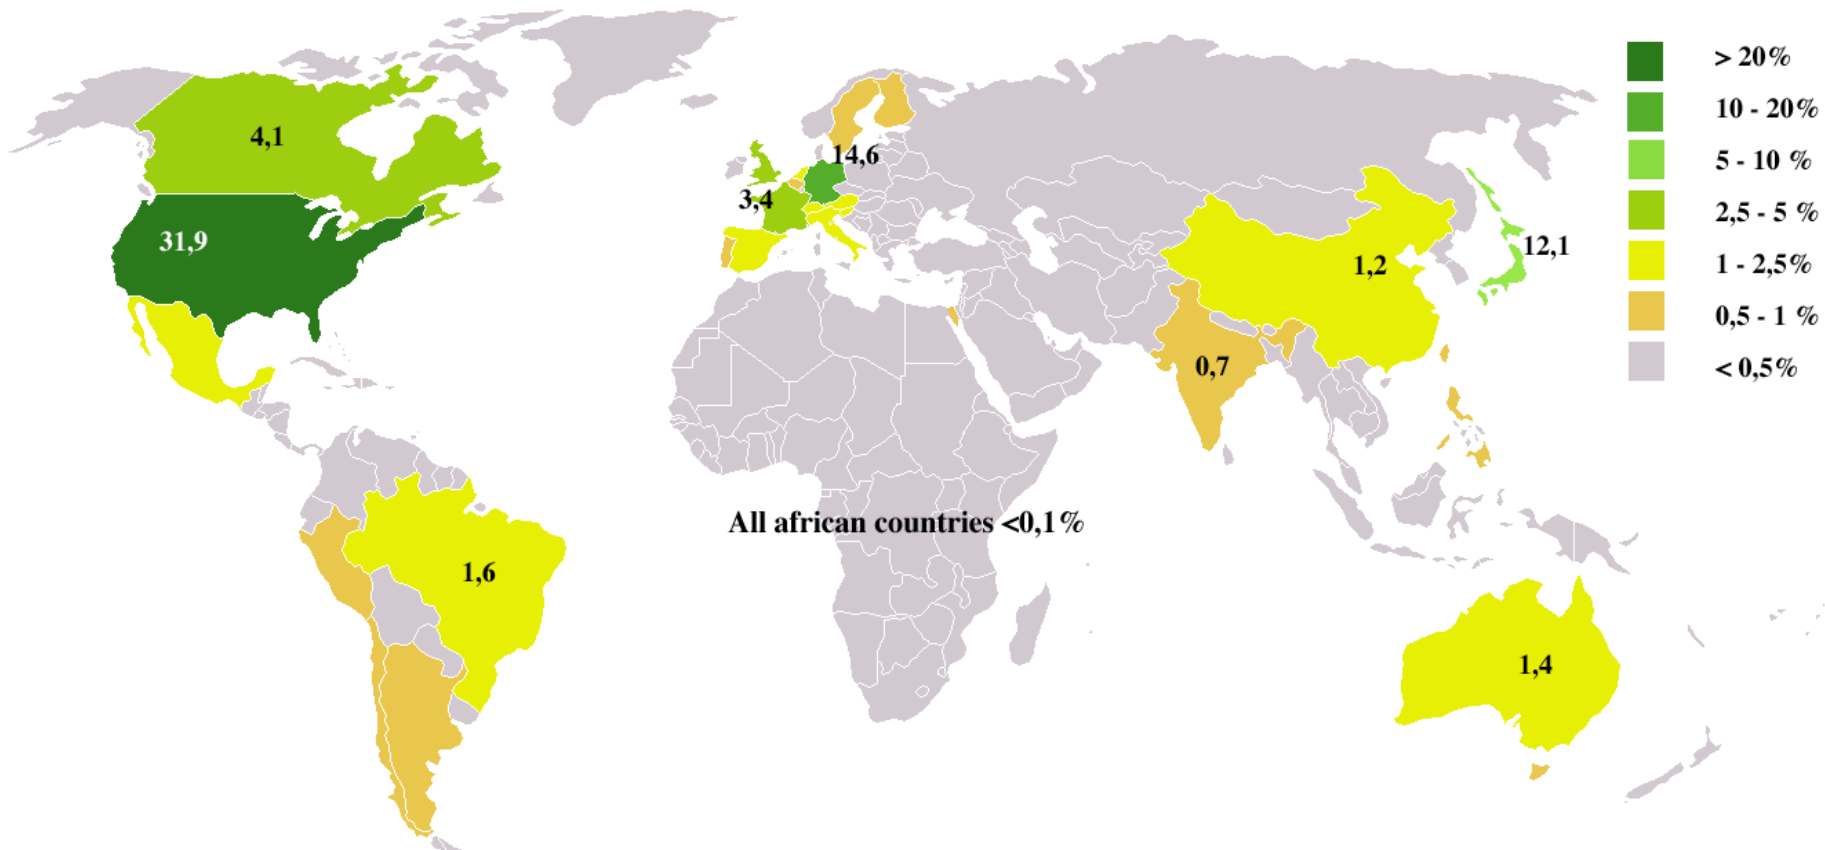 4,1
14,6
3,4
31,9
12,1
1,2
0,7
All african countries <0,1%
1,6
1,4
> 20%
10 - 20%
5 - 10 %
2,5 - 5 %
1 - 2,5%
0,5 - 1 %
< 0,5%